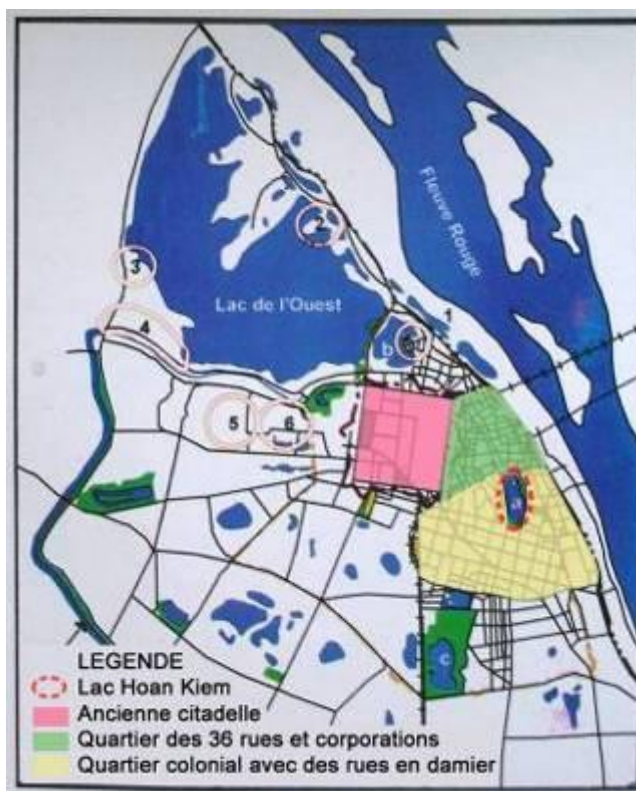 Fleuve Rouge
2
3
Lac de l'Ouest
1
4
b
5
6
a
c
LEGENDE
Lac Hoan Kiem
Ancienne citadelle
Quartier des 36 rues et corporations
Quartier colonial avec des rues en damier